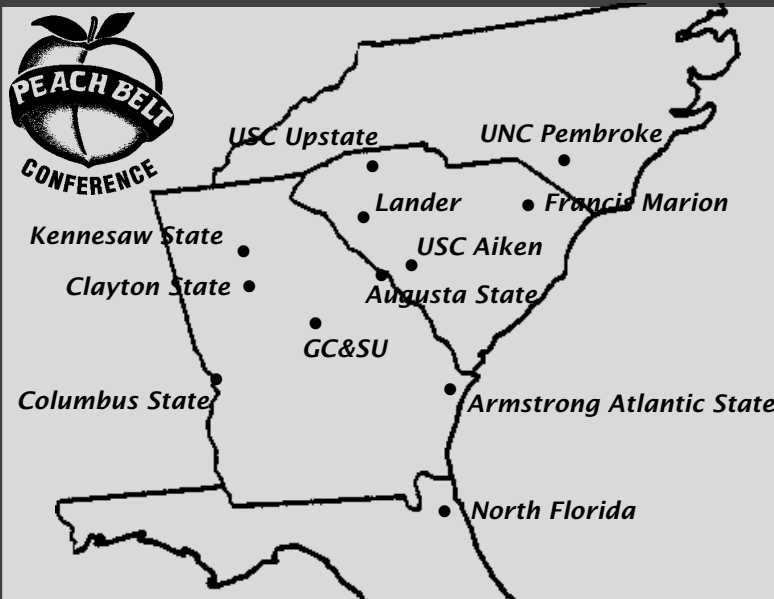 PEACH BELT
CONFERENCE
USC Upstate
UNC Pembroke
Lander
Francis Marion
Kennesaw State
USC Aiken
Clayton State
Augusta State
GC&SU
Columbus State
Armstrong Atlantic State
North Florida